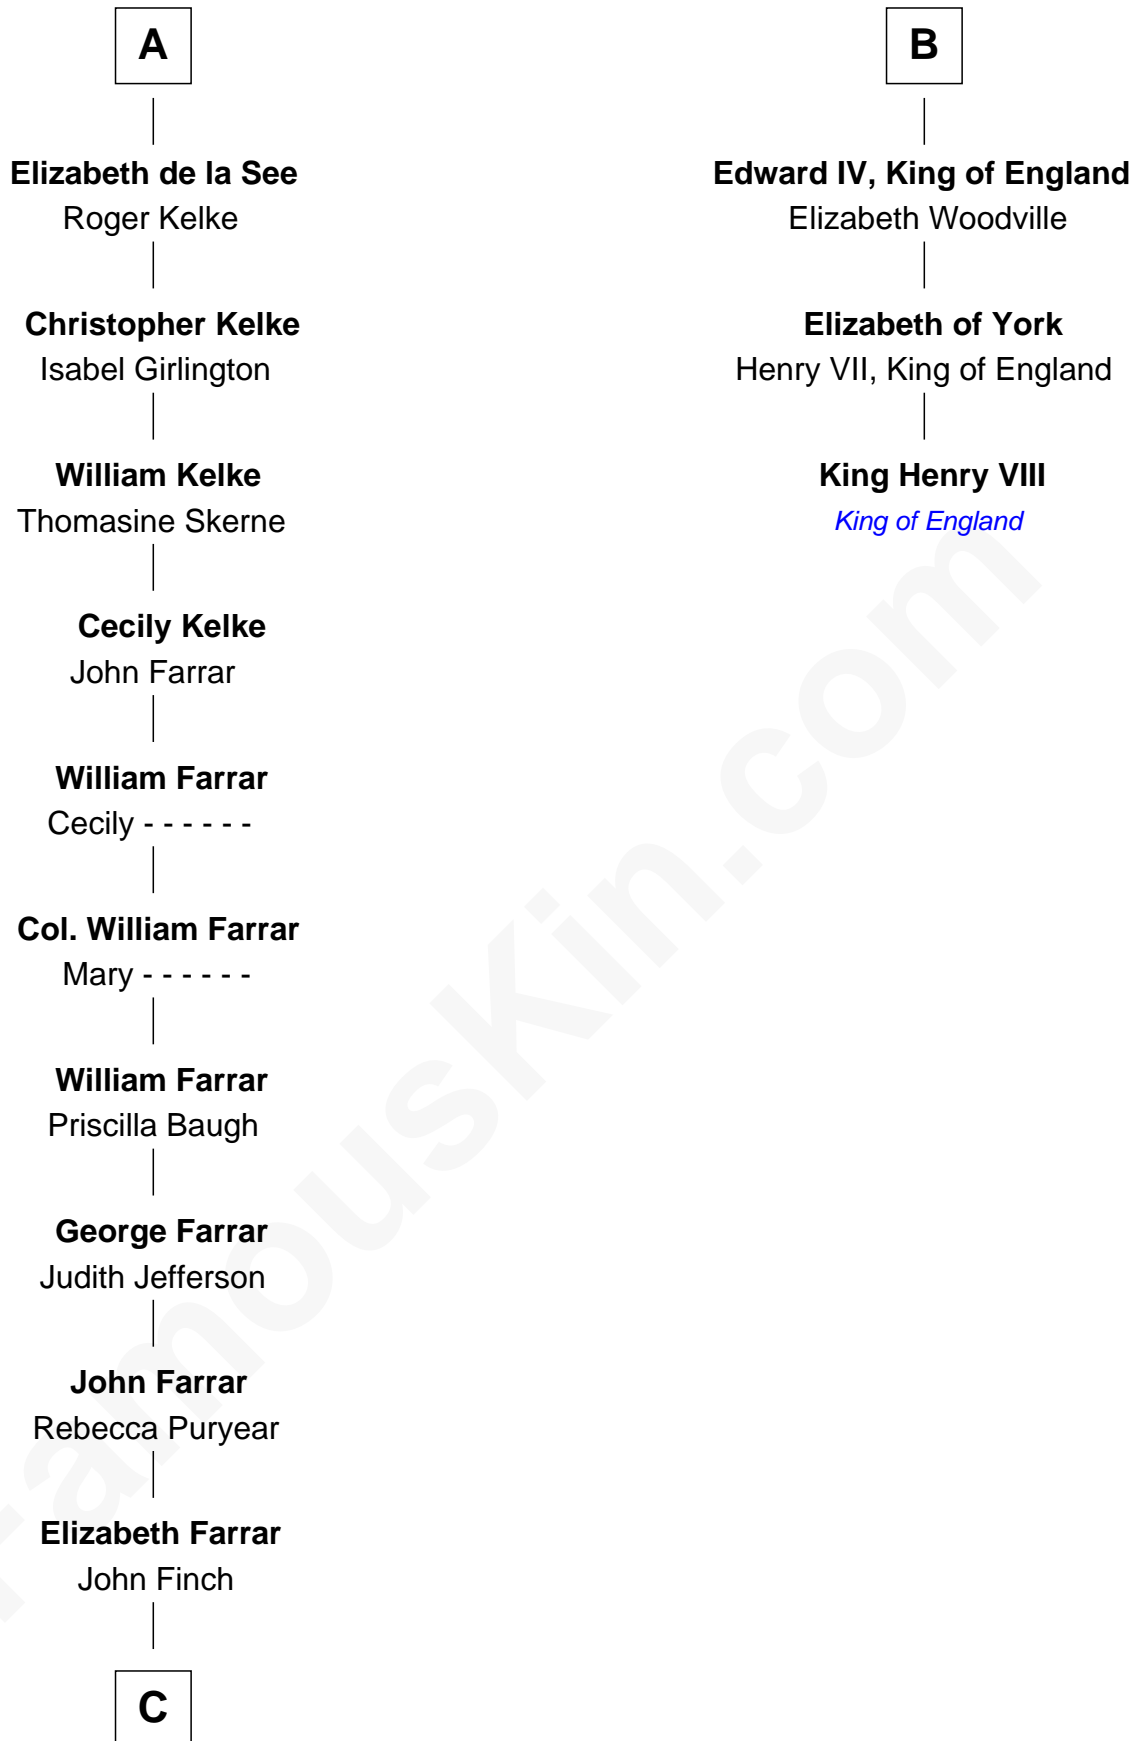 A
Elizabeth de la See
Roger Kelke
Christopher Kelke
Isabel Girlington
William Kelke
Thomasine Skerne
Cecily Kelke
John Farrar
William Farrar
Cecily - - - - - -
Col. William Farrar
Mary - - - - - -
William Farrar
Priscilla Baugh
George Farrar
Judith Jefferson
John Farrar
Rebecca Puryear
Elizabeth Farrar
John Finch
C
B
Edward IV, King of England
Elizabeth Woodville
Elizabeth of York
Henry VII, King of England
King Henry VIII
King of England
FamousKin.com